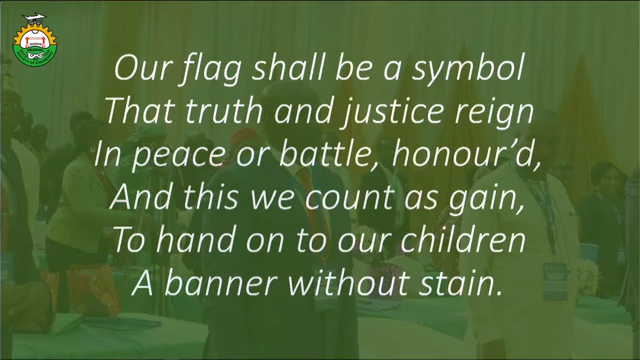 Our flag shall be a symbol
That truth and justice reign
In peace or battle, honour’d,
And this we count as gain,
To hand on to our children
A banner without stain.